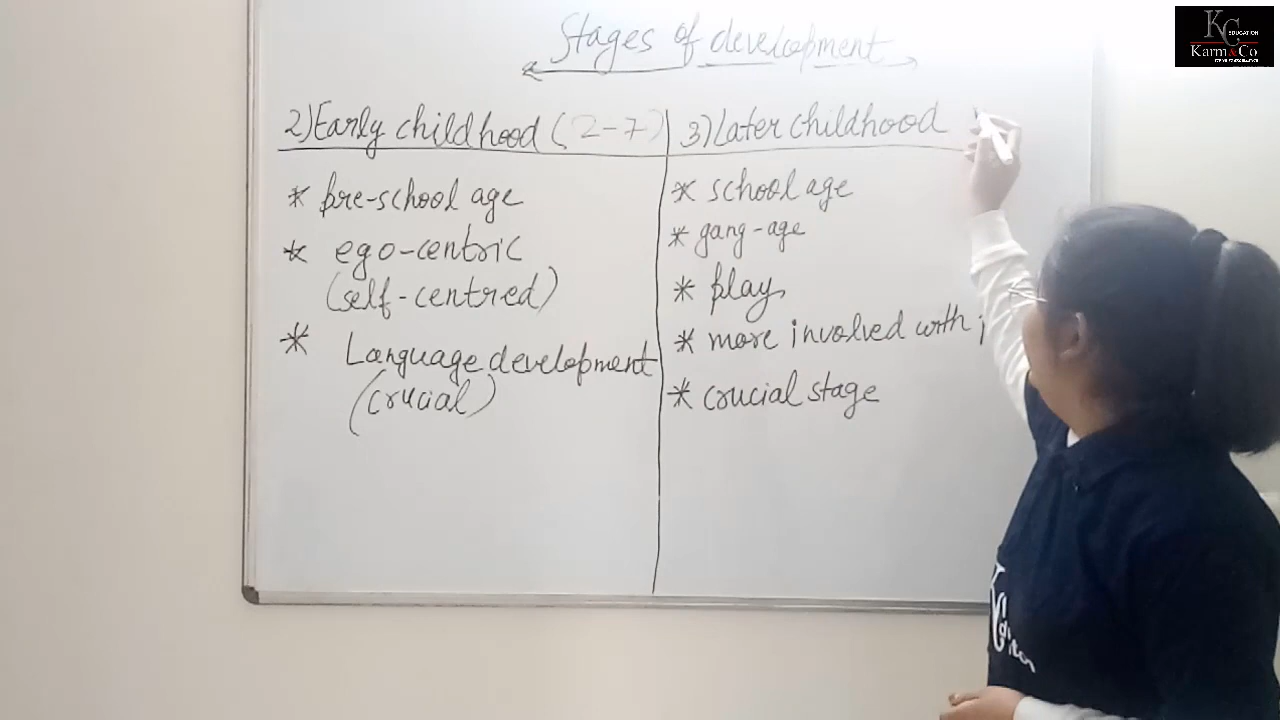 Stages of development
2) Early childhood (2-7)
* pre-school age
* ego-centric
(self-centred)
* Language development
(crucial)
3) Later childhood
* school age
* gang-age
* play
* more involved with
* crucial stage
KC EDUCATION
Karm&Co